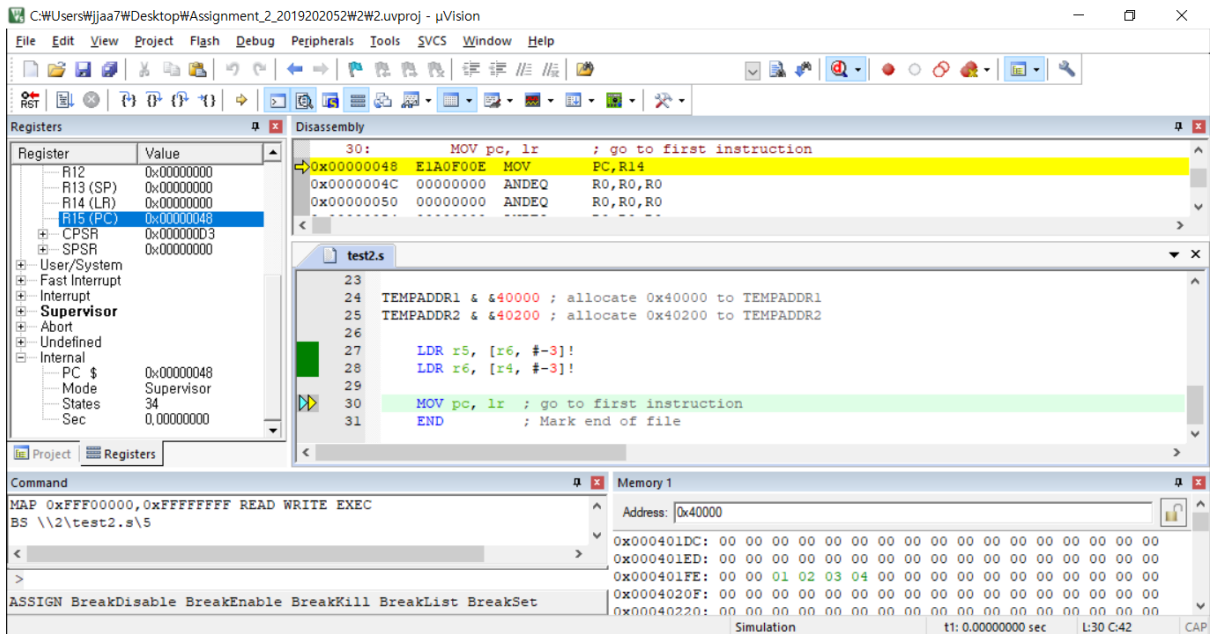 C:₩Users₩jjaa7₩Desktop₩Assignment_2_2019202052₩2₩2.uvproj - µVision
File Edit View Project Flash Debug Peripherals Tools SVCS Window Help
RST
Registers
Register Value
R12 0x00000000
R13 (SP) 0x00000000
R14 (LR) 0x00000000
R15 (PC) 0x00000048
CPSR 0x000000D3
SPSR 0x00000000
User/System
Fast Interrupt
Interrupt
Supervisor
Abort
Undefined
Internal
PC $ 0x00000048
Mode Supervisor
States 34
Sec 0,00000000
Project Registers
Disassembly
30: MOV pc, lr ; go to first instruction
0x00000048 E1A0F00E MOV PC,R14
0x0000004C 00000000 ANDEQ R0,R0,R0
0x00000050 00000000 ANDEQ R0,R0,R0
test2.s
23
24 TEMPADDR1 & &40000 ; allocate 0x40000 to TEMPADDR1
25 TEMPADDR2 & &40200 ; allocate 0x40200 to TEMPADDR2
26
27 LDR r5, [r6, #-3]!
28 LDR r6, [r4, #-3]!
29
30 MOV pc, lr ; go to first instruction
31 END ; Mark end of file
Command
MAP 0xFFF00000,0xFFFFFFFF READ WRITE EXEC
BS \\2\test2.s\5
>
ASSIGN BreakDisable BreakEnable BreakKill BreakList BreakSet
Memory 1
Address: 0x40000
0x000401DC: 00 00 00 00 00 00 00 00 00 00 00 00 00 00 00 00 00
0x000401ED: 00 00 00 00 00 00 00 00 00 00 00 00 00 00 00 00 00
0x000401FE: 00 00 01 02 03 04 00 00 00 00 00 00 00 00 00 00 00
0x0004020F: 00 00 00 00 00 00 00 00 00 00 00 00 00 00 00 00 00
0x00040220: 00 00 00 00 00 00 00 00 00 00 00 00 00 00 00 00 00
Simulation t1: 0.00000000 sec L:30 C:42 CAP